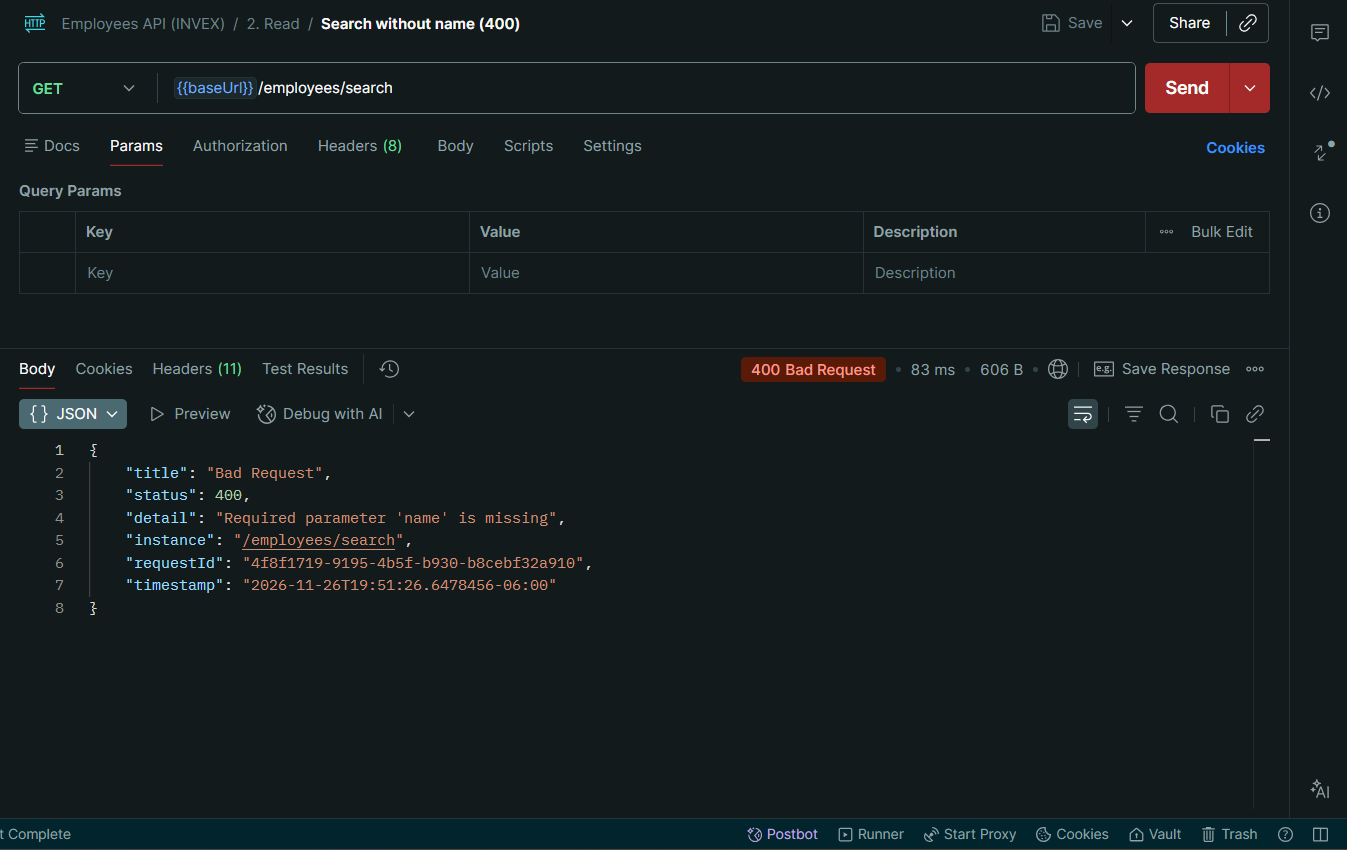 HTTP Employees API (INVEX) / 2. Read / Search without name (400) Save Share
GET {{baseUrl}}/employees/search Send
Docs Params Authorization Headers (8) Body Scripts Settings Cookies
Query Params
Key Value Description Bulk Edit
Key Value Description
Body Cookies Headers (11) Test Results 400 Bad Request • 83 ms • 606 B • e.g. Save Response
{ } JSON Preview Debug with AI
1 {
2 "title": "Bad Request",
3 "status": 400,
4 "detail": "Required parameter 'name' is missing",
5 "instance": "/employees/search",
6 "requestId": "4f8f1719-9195-4b5f-b930-b8cebf32a910",
7 "timestamp": "2026-11-26T19:51:26.6478456-06:00"
8 }
AI
t Complete Postbot Runner Start Proxy Cookies Vault Trash